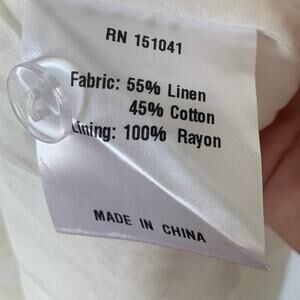 RN 151041
Fabric: 55% Linen
45% Cotton
Lining: 100% Rayon
MADE IN CHINA